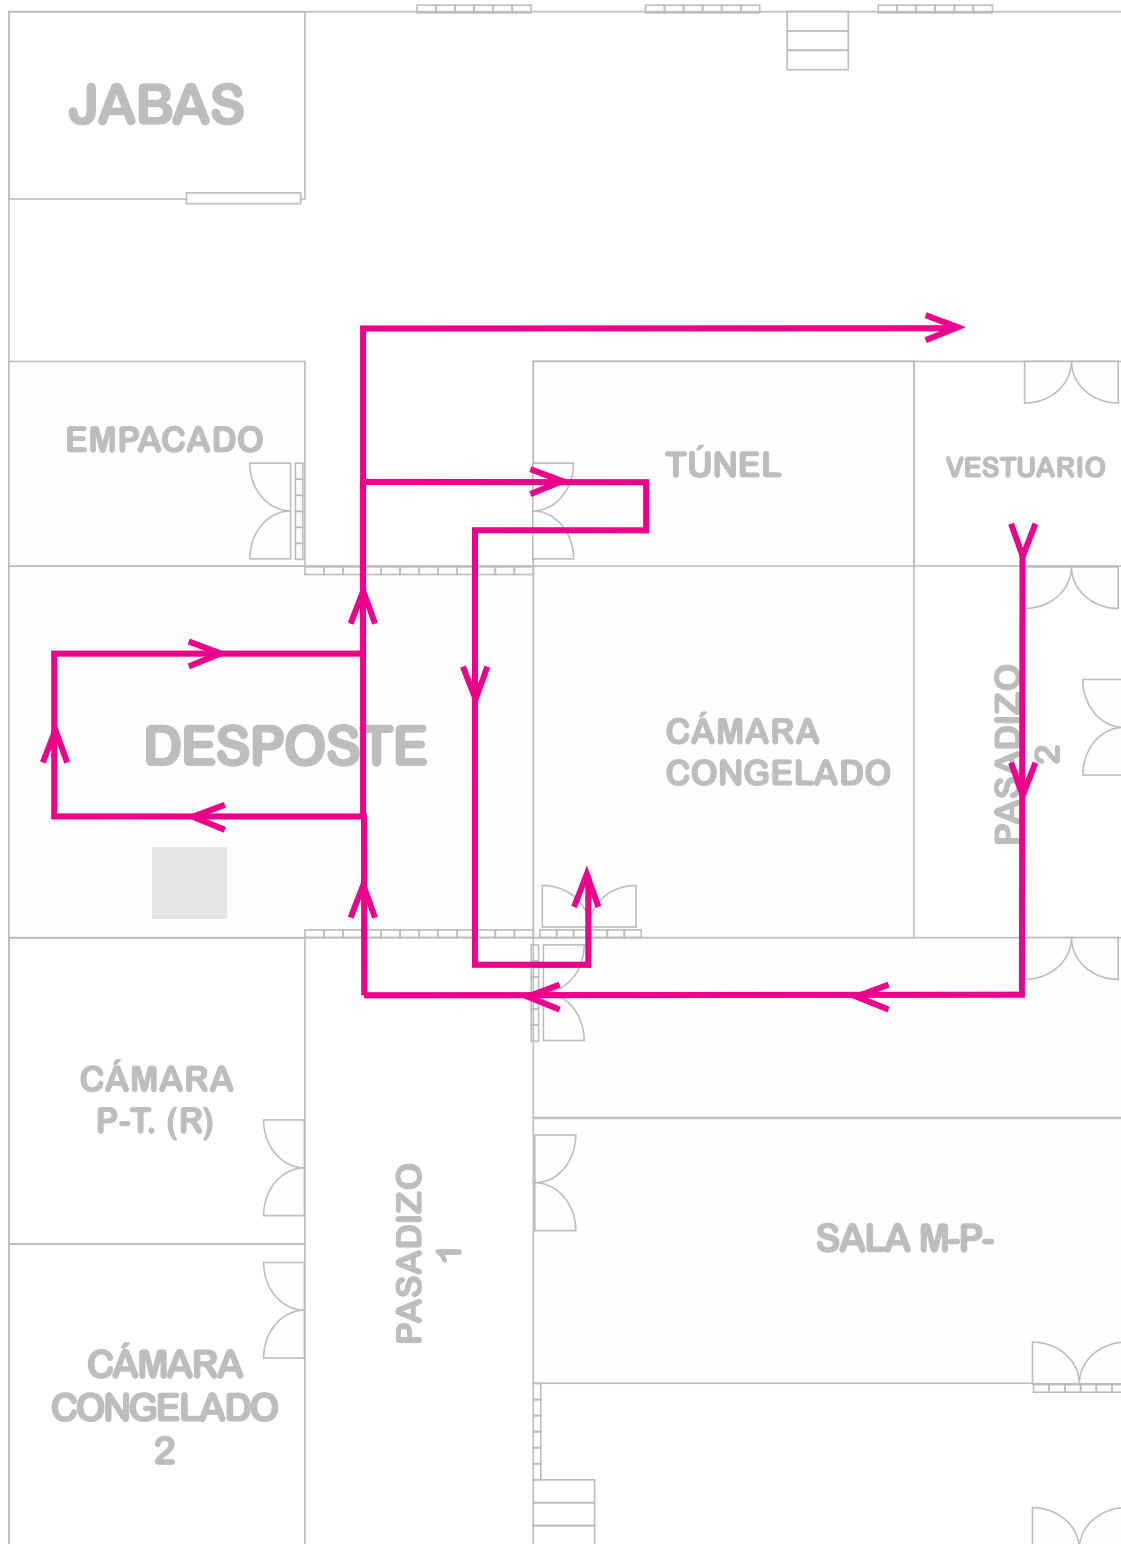 JABAS
EMPACADO
TÚNEL
VESTUARIO
DESPOSTE
CÁMARA
CONGELADO
PASADIZO
2
CÁMARA
P-T. (R)
PASADIZO
1
SALA M-P-
CÁMARA
CONGELADO
2